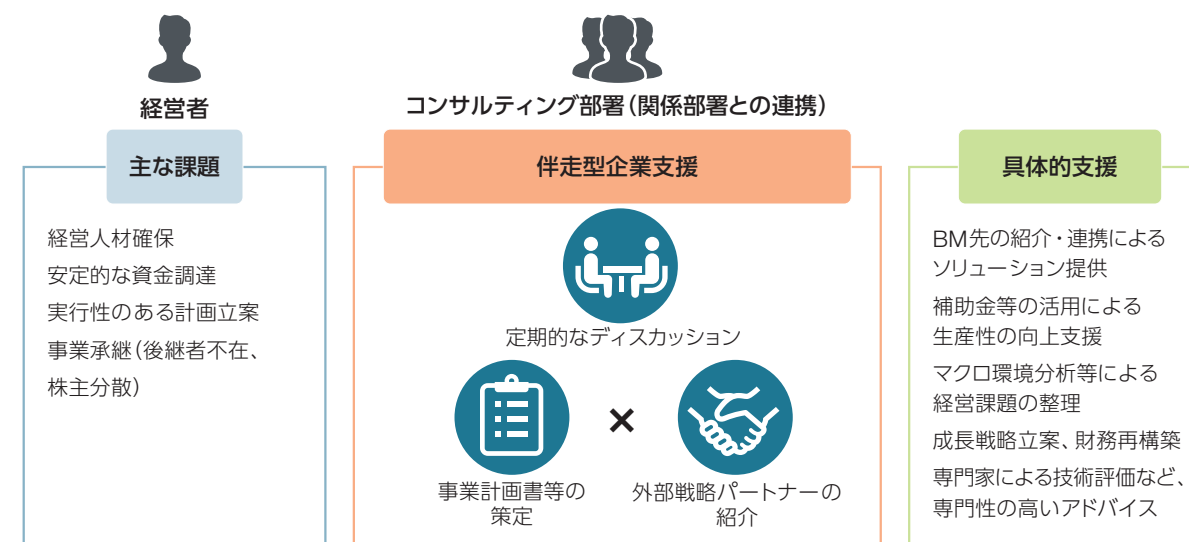 経営者
主な課題
経営人材確保
安定的な資金調達
実行性のある計画立案
事業承継(後継者不在、
株主分散)
コンサルティング部署(関係部署との連携)
伴走型企業支援
定期的なディスカッション
事業計画書等の
策定
×
外部戦略パートナーの
紹介
具体的支援
BM先の紹介・連携による
ソリューション提供
補助金等の活用による
生産性の向上支援
マクロ環境分析等による
経営課題の整理
成長戦略立案、財務再構築
専門家による技術評価など、
専門性の高いアドバイス